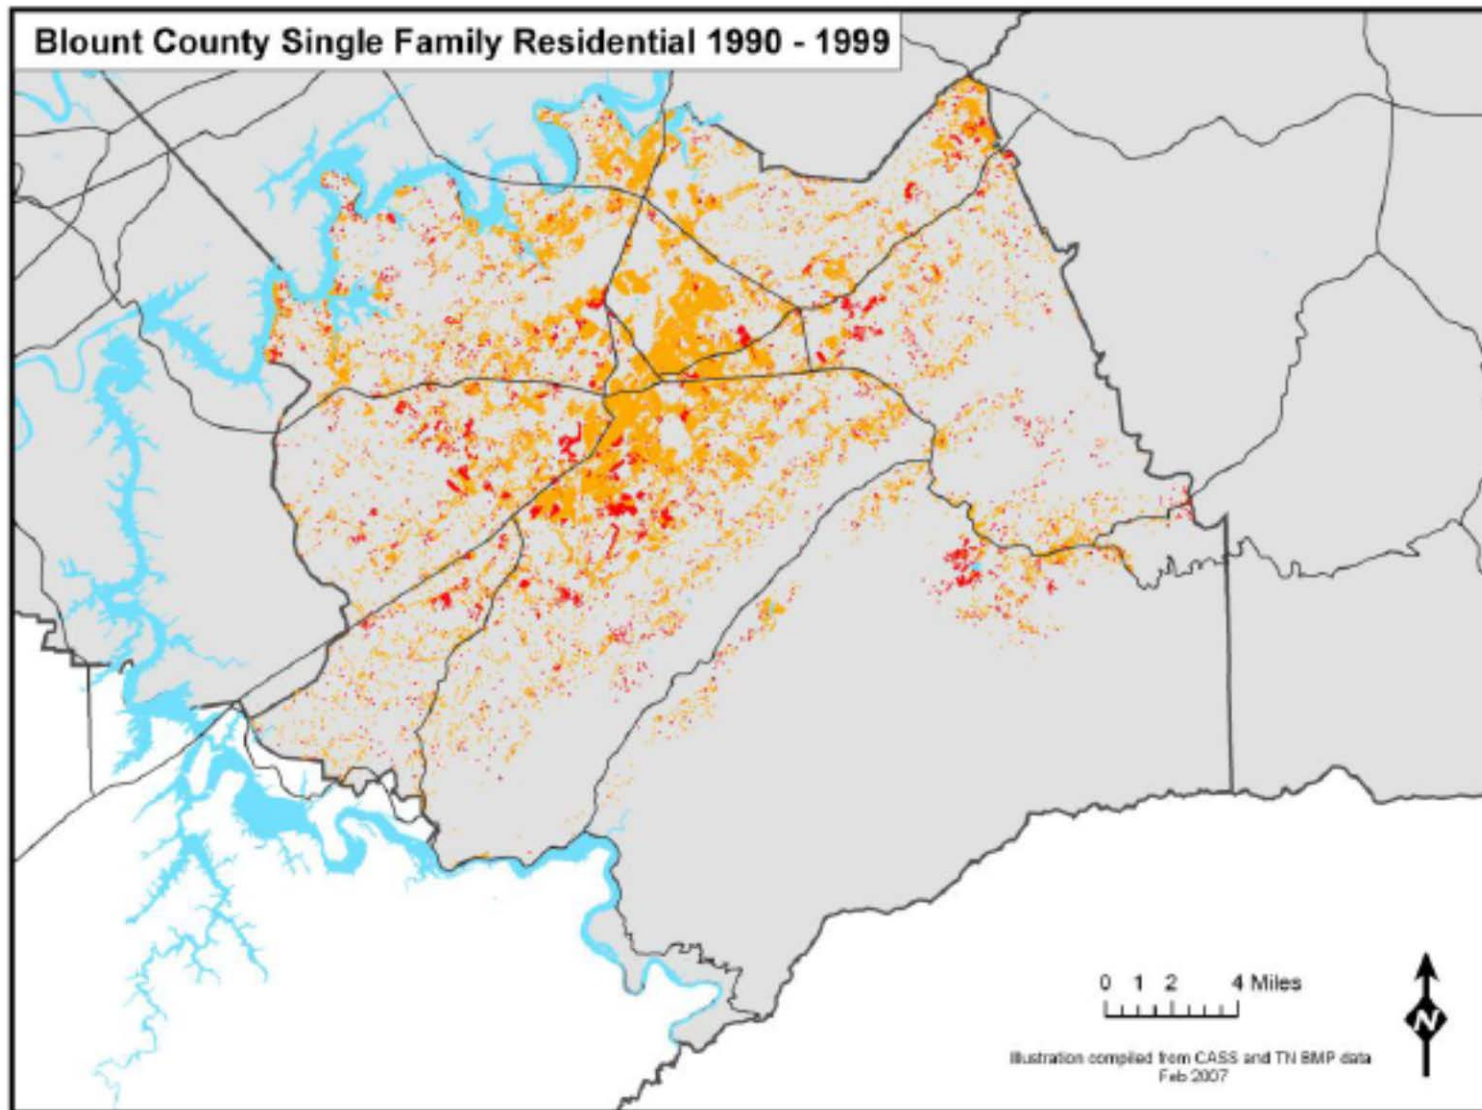 Blount County Single Family Residential 1990 - 1999
0 1 2 4 Miles
N
Illustration compiled from CASS and TN BMP data
Feb 2007